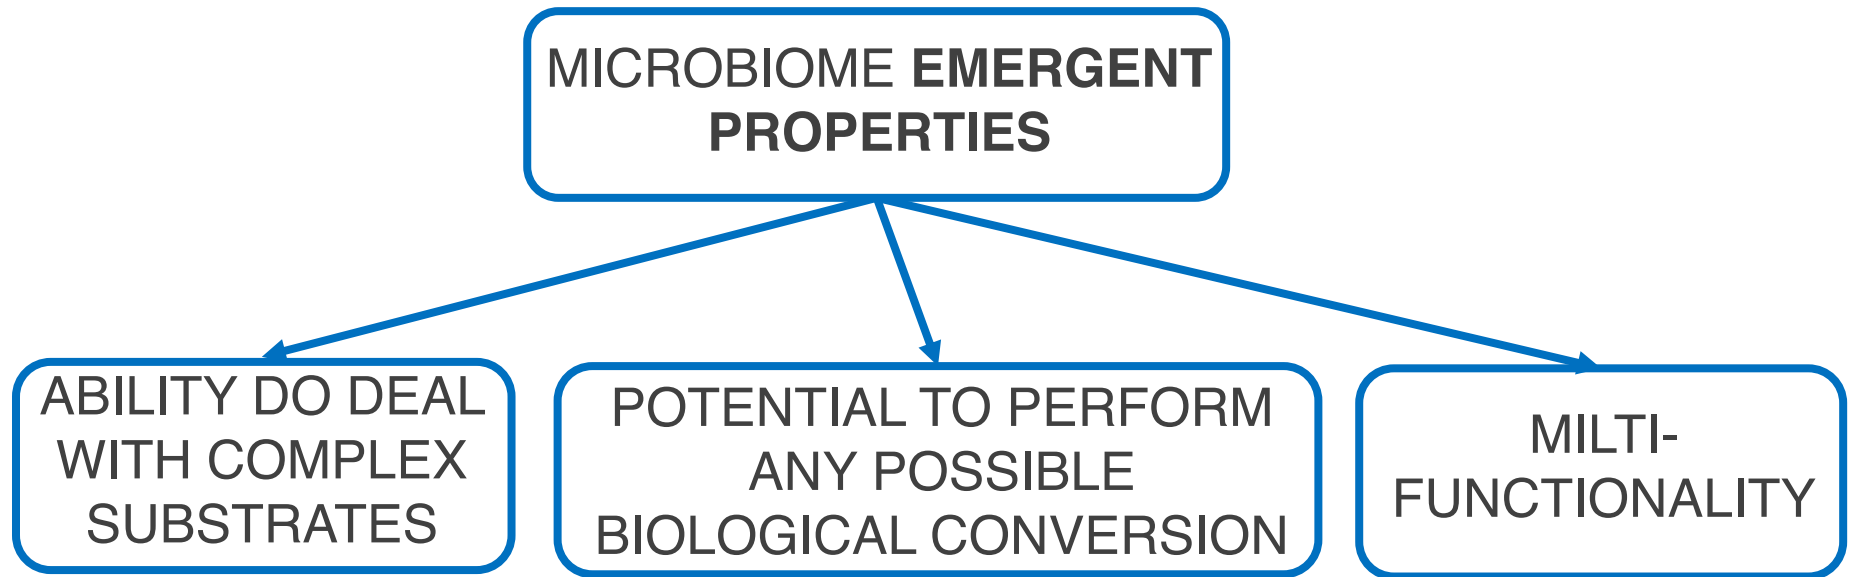 MICROBIOME EMERGENT
PROPERTIES
ABILITY DO DEAL
WITH COMPLEX
SUBSTRATES
POTENTIAL TO PERFORM
ANY POSSIBLE
BIOLOGICAL CONVERSION
MILTI-
FUNCTIONALITY